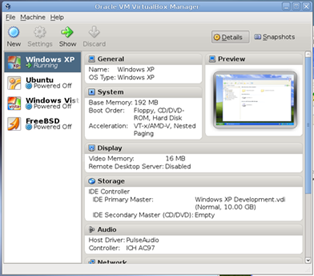 Oracle VM VirtualBox Manager
File Machine Help
New Settings Show Discard
Details Snapshots
Windows XP
Running
Ubuntu
Powered Off
Windows Vist
Powered Off
FreeBSD
Powered Off
General
Name: Windows XP
OS Type: Windows XP
System
Base Memory: 192 MB
Boot Order: Floppy, CD/DVD-
ROM, Hard Disk
Acceleration: VT-x/AMD-V, Nested
Paging
Preview
Display
Video Memory: 16 MB
Remote Desktop Server: Disabled
Storage
IDE Controller
IDE Primary Master: Windows XP Development.vdi
(Normal, 10.00 GB)
IDE Secondary Master (CD/DVD): Empty
Audio
Host Driver: PulseAudio
Controller: ICH AC97
Network